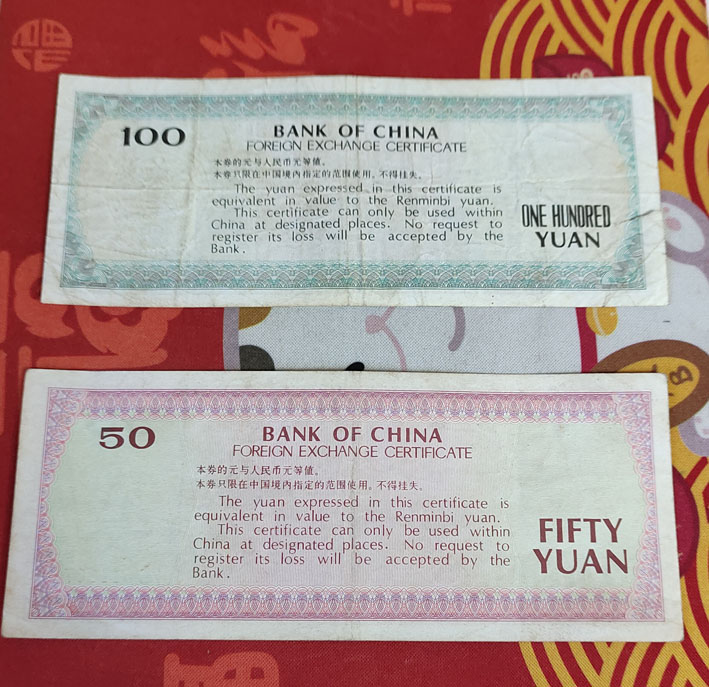 100
BANK OF CHINA
FOREIGN EXCHANGE CERTIFICATE
本券的元与人民币元等值。
本券只限在中国境内指定的范围使用，不得挂失。
The yuan expressed in this certificate is
equivalent in value to the Renminbi yuan.
This certificate can only be used within
China at designated places. No request to
register its loss will be accepted by the
Bank.
ONE HUNDRED
YUAN
50
BANK OF CHINA
FOREIGN EXCHANGE CERTIFICATE
本券的元与人民币元等值。
本券只限在中国境内指定的范围使用，不得挂失。
The yuan expressed in this certificate is
equivalent in value to the Renminbi yuan.
This certificate can only be used within
China at designated places. No request to
register its loss will be accepted by the
Bank.
FIFTY
YUAN